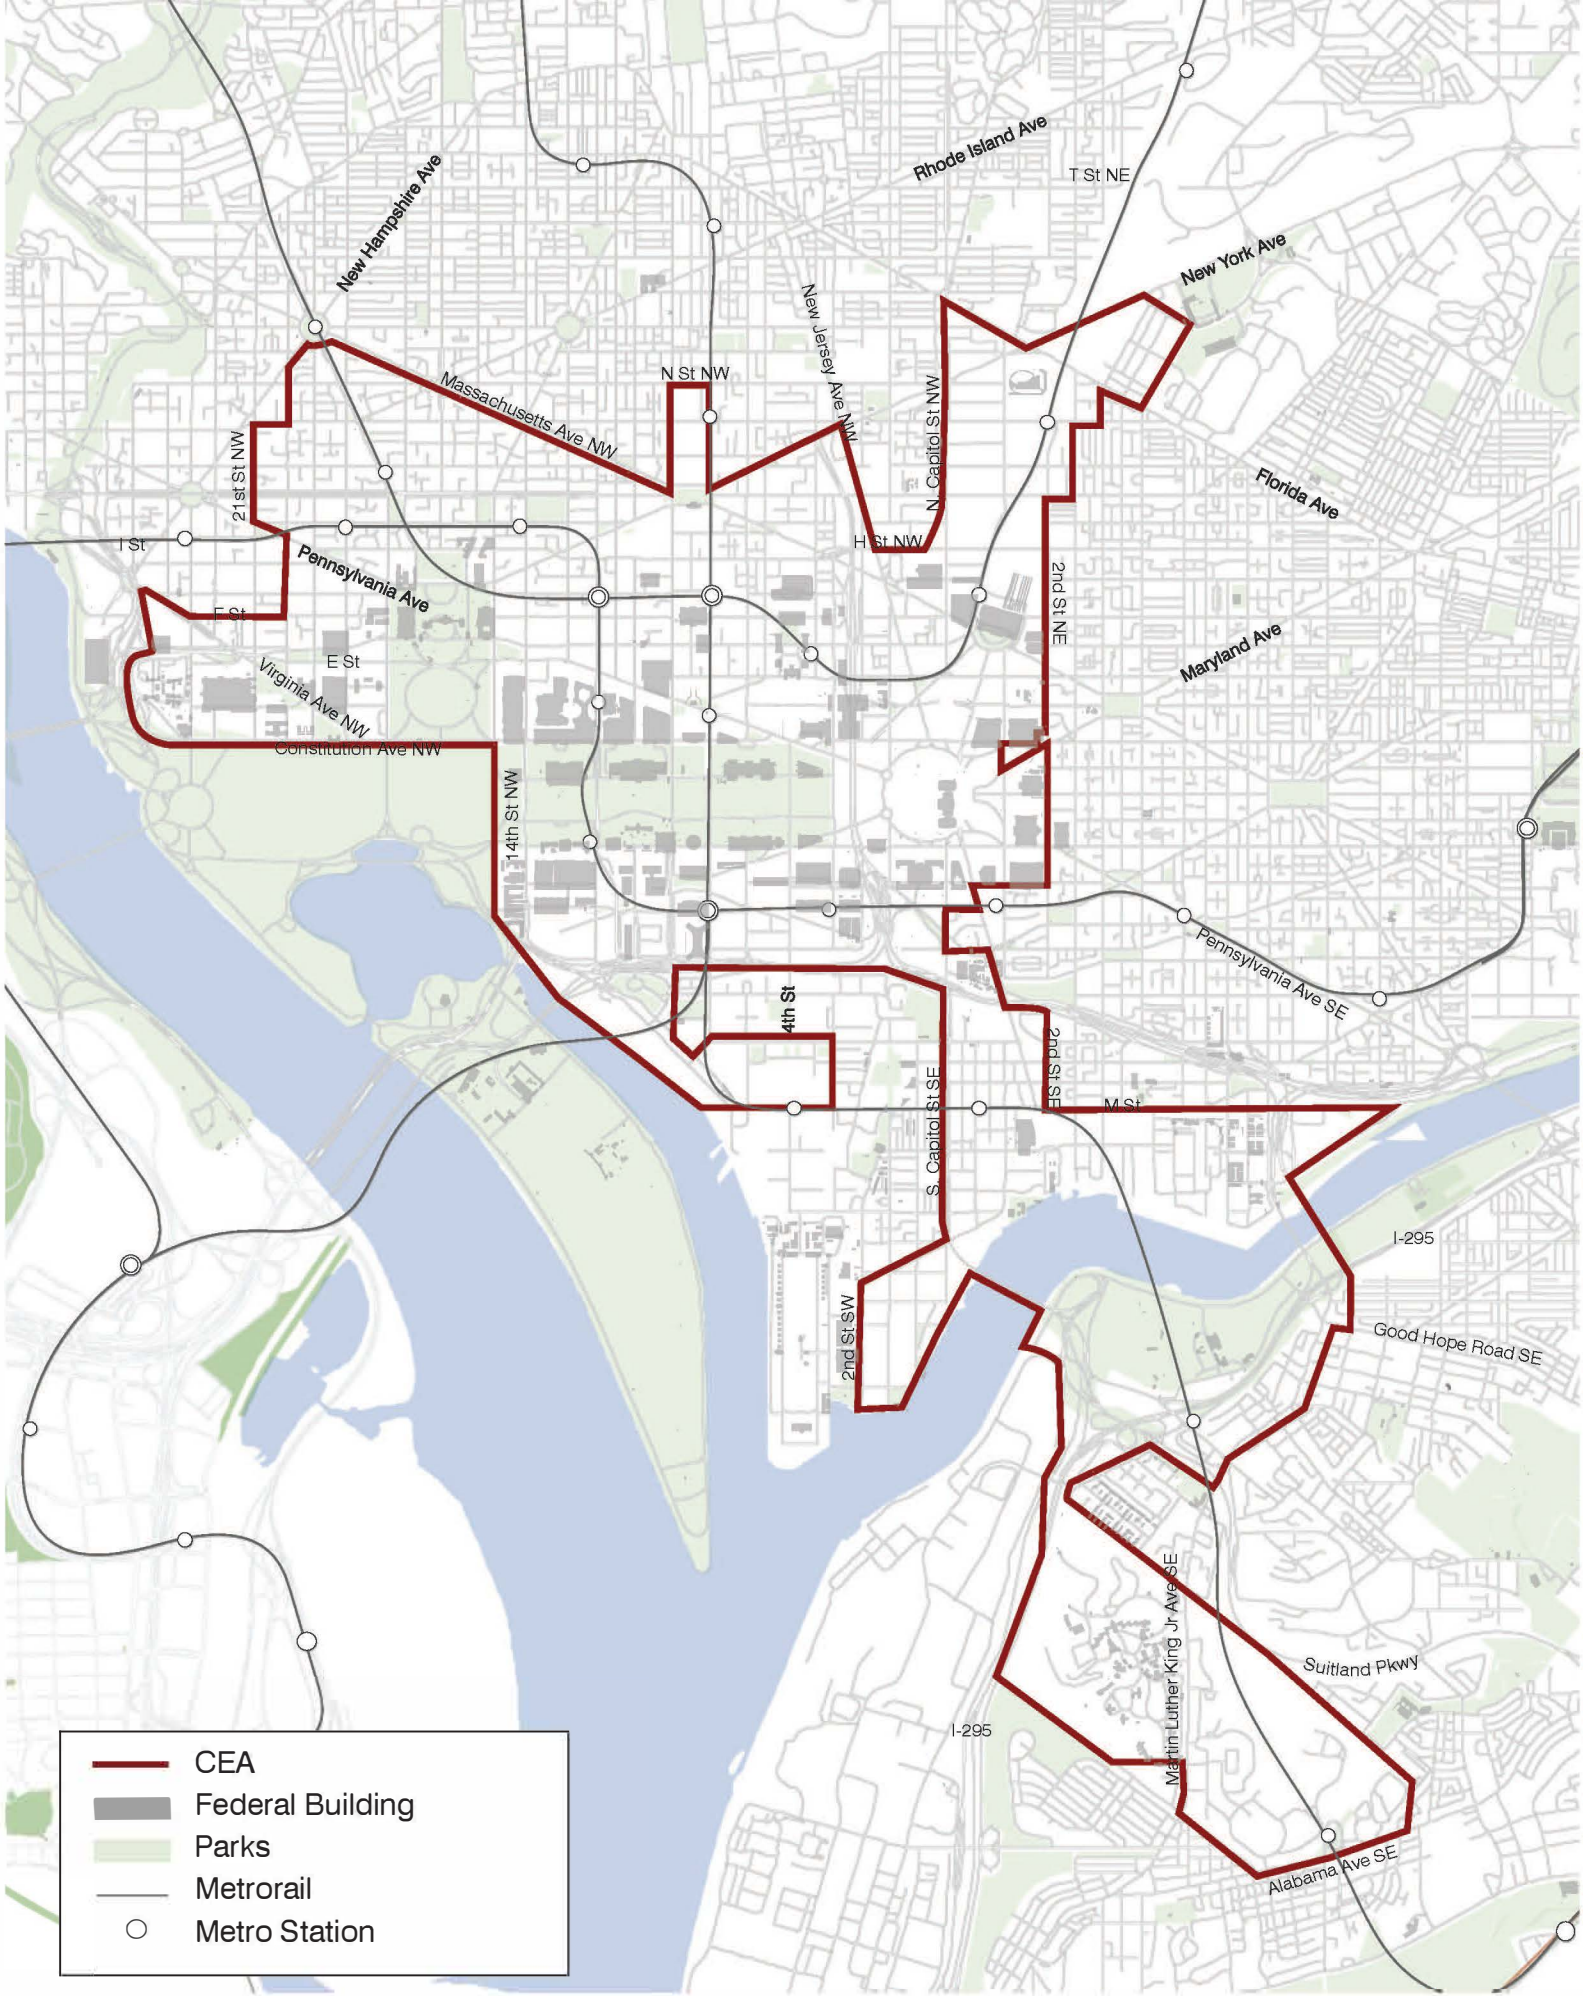 Rhode Island Ave
T St NE
New Hampshire Ave
New York Ave
New Jersey Ave NW
N St NW
Massachusetts Ave NW
N. Capitol St NW
21st St NW
Florida Ave
I St
H St NW
Pennsylvania Ave
2nd St NE
F St
Maryland Ave
E St
Virginia Ave NW
Constitution Ave NW
14th St NW
Pennsylvania Ave SE
4th St
2nd St SE
S. Capitol St SE
M St
I-295
2nd St SW
Good Hope Road SE
Martin Luther King Jr Ave SE
Suitland Pkwy
I-295
Alabama Ave SE
CEA
Federal Building
Parks
Metrorail
Metro Station